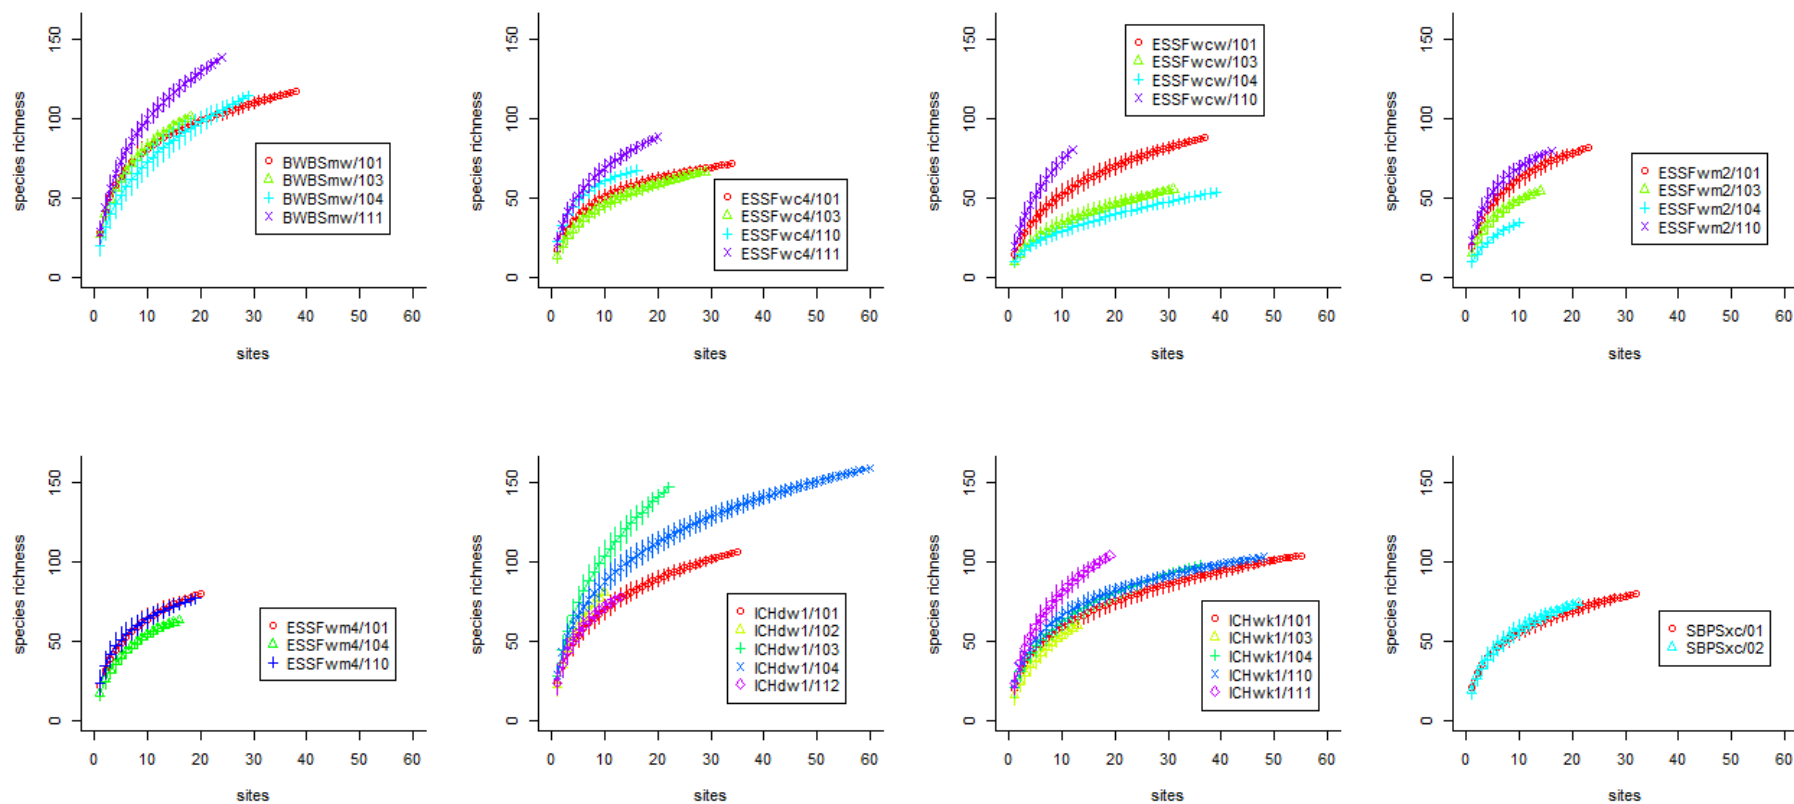 species richness
0 50 100 150
0 10 20 30 40 50 60
sites
BWBSmw/101
BWBSmw/103
BWBSmw/104
BWBSmw/111
species richness
0 50 100 150
0 10 20 30 40 50 60
sites
ESSFwc4/101
ESSFwc4/103
ESSFwc4/110
ESSFwc4/111
species richness
0 50 100 150
0 10 20 30 40 50 60
sites
ESSFwcw/101
ESSFwcw/103
ESSFwcw/104
ESSFwcw/110
species richness
0 50 100 150
0 10 20 30 40 50 60
sites
ESSFwm2/101
ESSFwm2/103
ESSFwm2/104
ESSFwm2/110
species richness
0 50 100 150
0 10 20 30 40 50 60
sites
ESSFwm4/101
ESSFwm4/104
ESSFwm4/110
species richness
0 50 100 150
0 10 20 30 40 50 60
sites
ICHdw1/101
ICHdw1/102
ICHdw1/103
ICHdw1/104
ICHdw1/112
species richness
0 50 100 150
0 10 20 30 40 50 60
sites
ICHwk1/101
ICHwk1/103
ICHwk1/104
ICHwk1/110
ICHwk1/111
species richness
0 50 100 150
0 10 20 30 40 50 60
sites
SBPSxc/01
SBPSxc/02